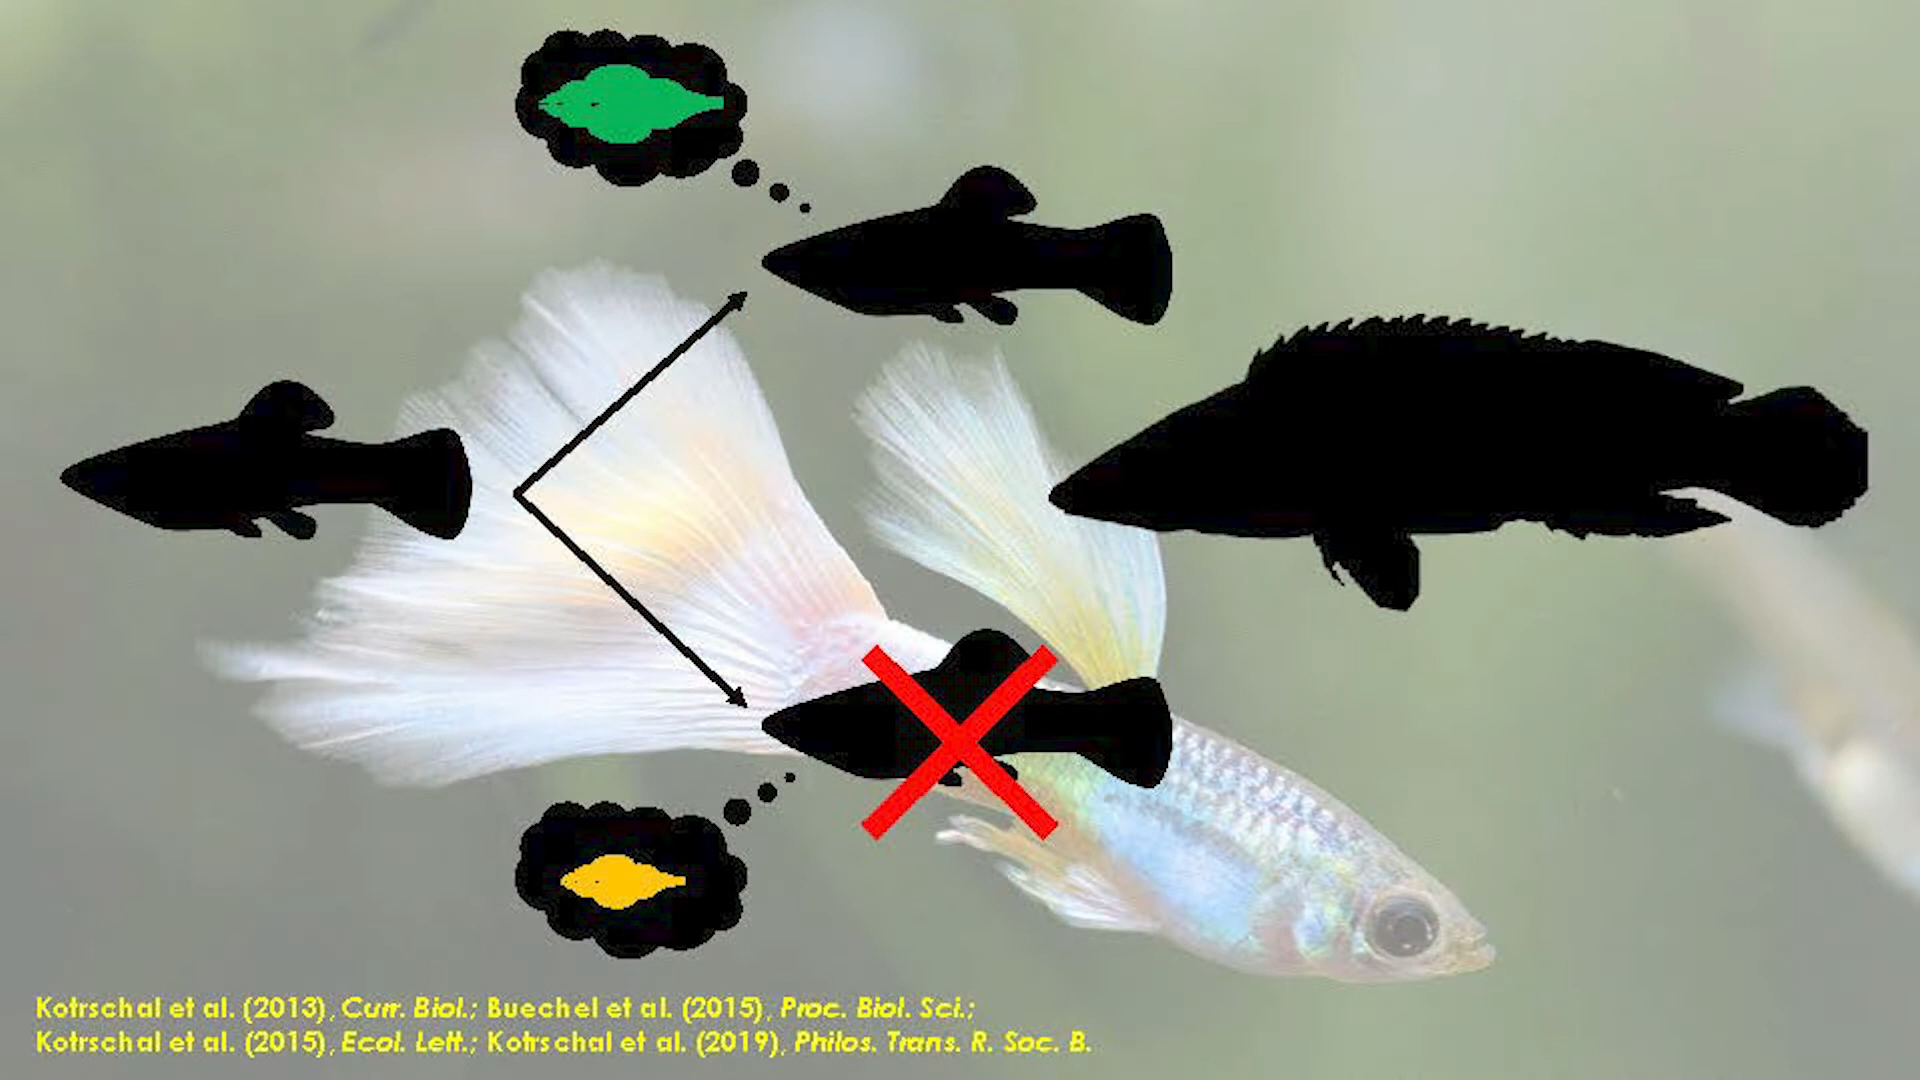 Kotrschal et al. (2013), Curr. Biol.; Buechel et al. (2015), Proc. Biol. Sci.;
Kotrschal et al. (2015), Ecol. Lett.; Kotrschal et al. (2019), Philos. Trans. R. Soc. B.